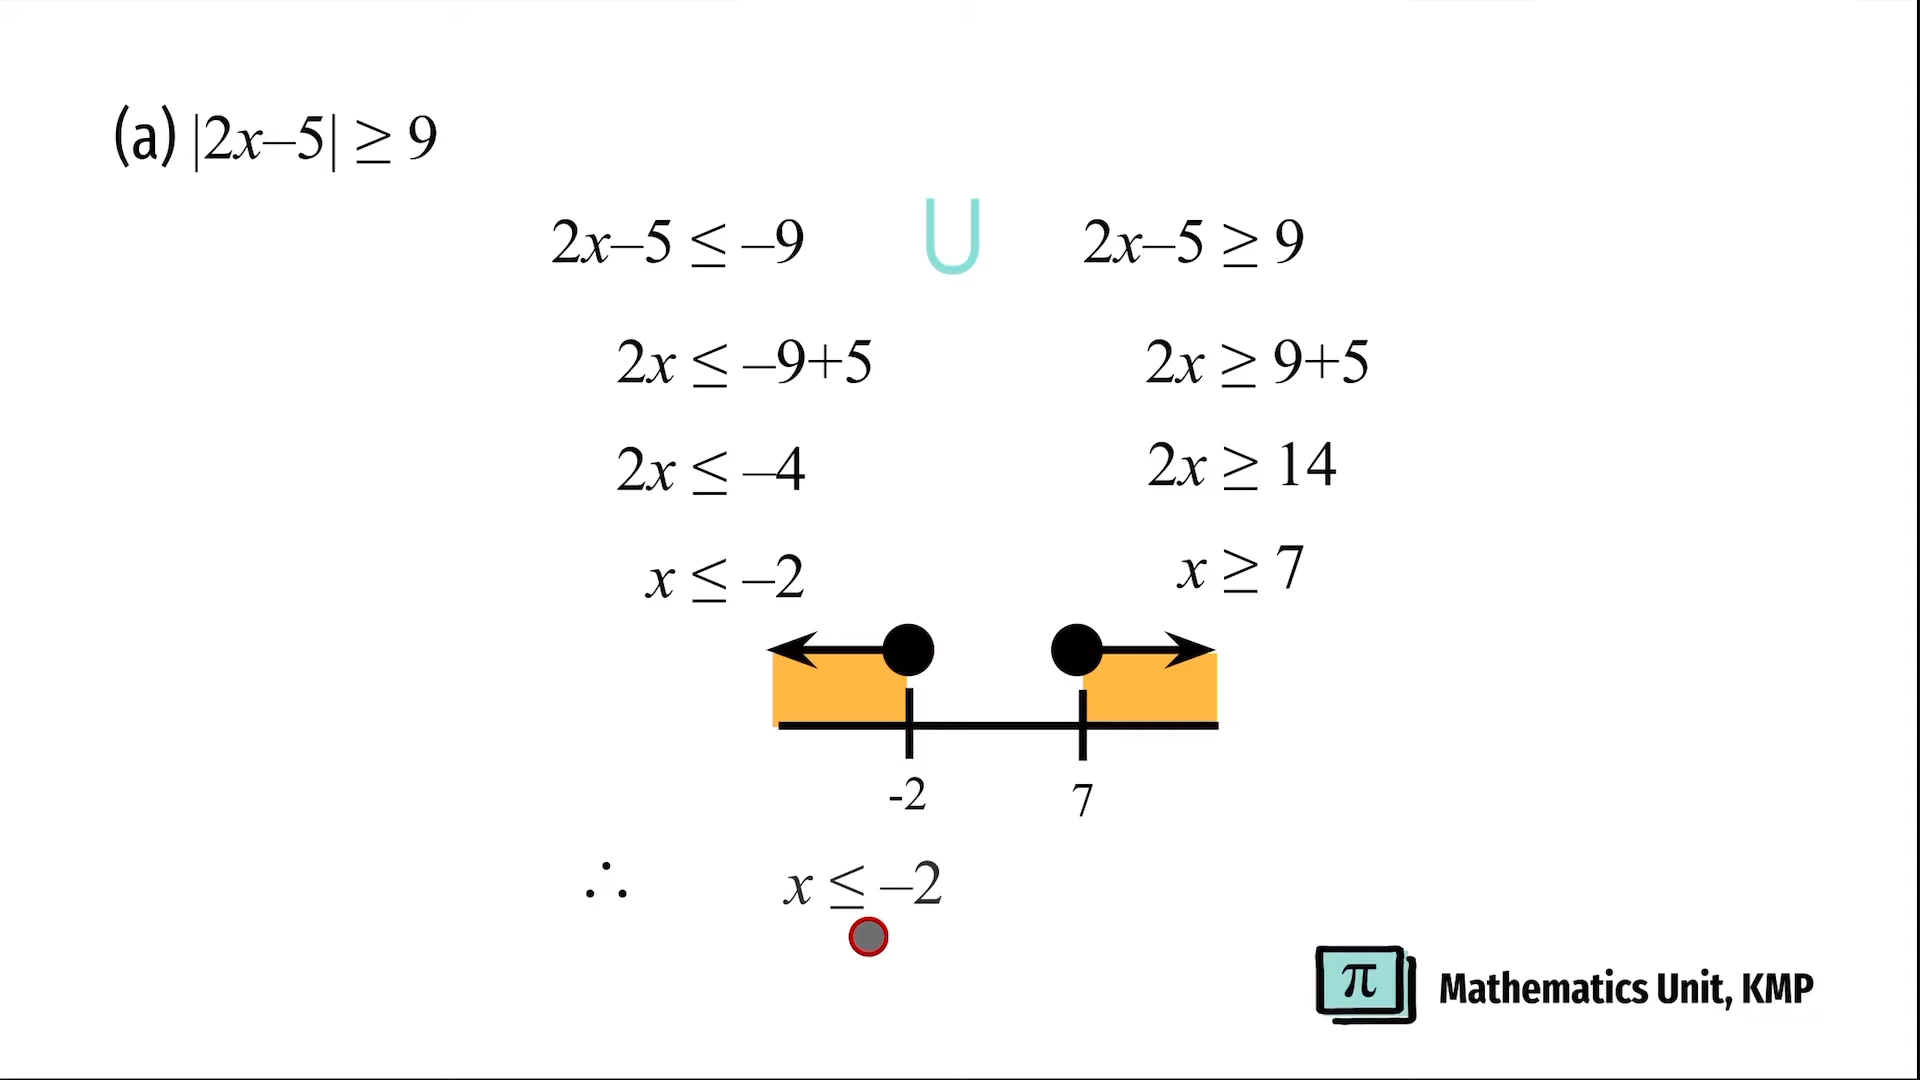 (a) |2x–5| ≥ 9
2x–5 ≤ –9 ∪ 2x–5 ≥ 9
2x ≤ –9+5 2x ≥ 9+5
2x ≤ –4 2x ≥ 14
x ≤ –2 x ≥ 7
-2 7
∴ x ≤ –2
π Mathematics Unit, KMP